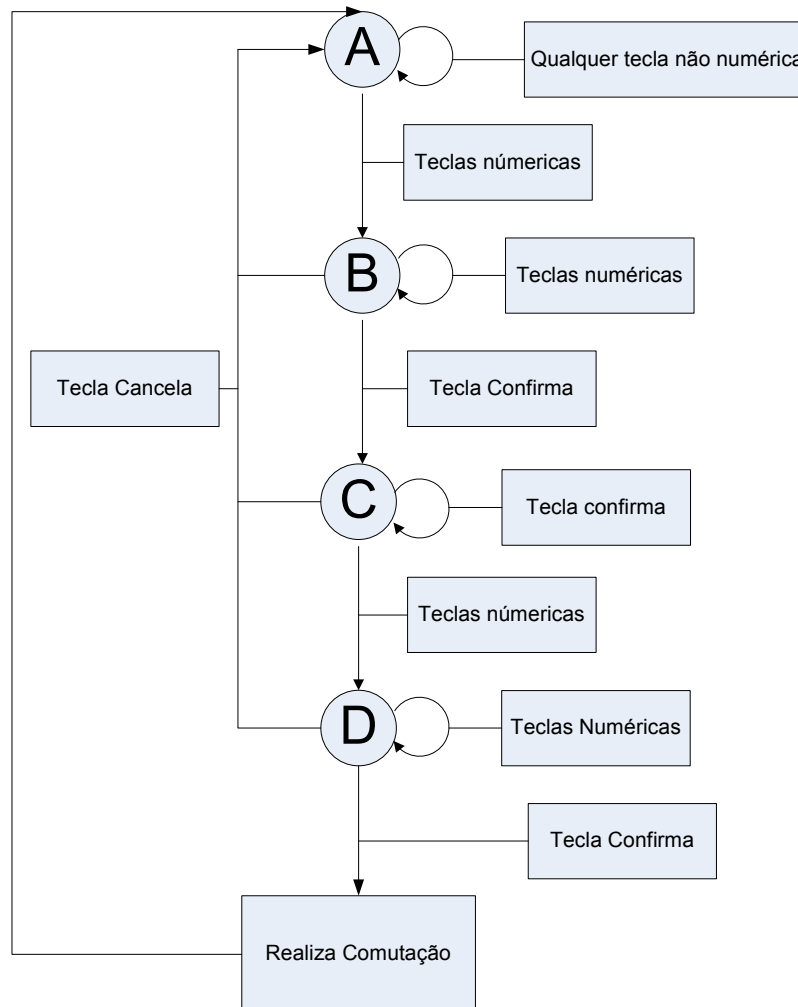 A
Qualquer tecla não numérica
Teclas númericas
B
Teclas numéricas
Tecla Cancela
Tecla Confirma
C
Tecla confirma
Teclas númericas
D
Teclas Numéricas
Tecla Confirma
Realiza Comutação